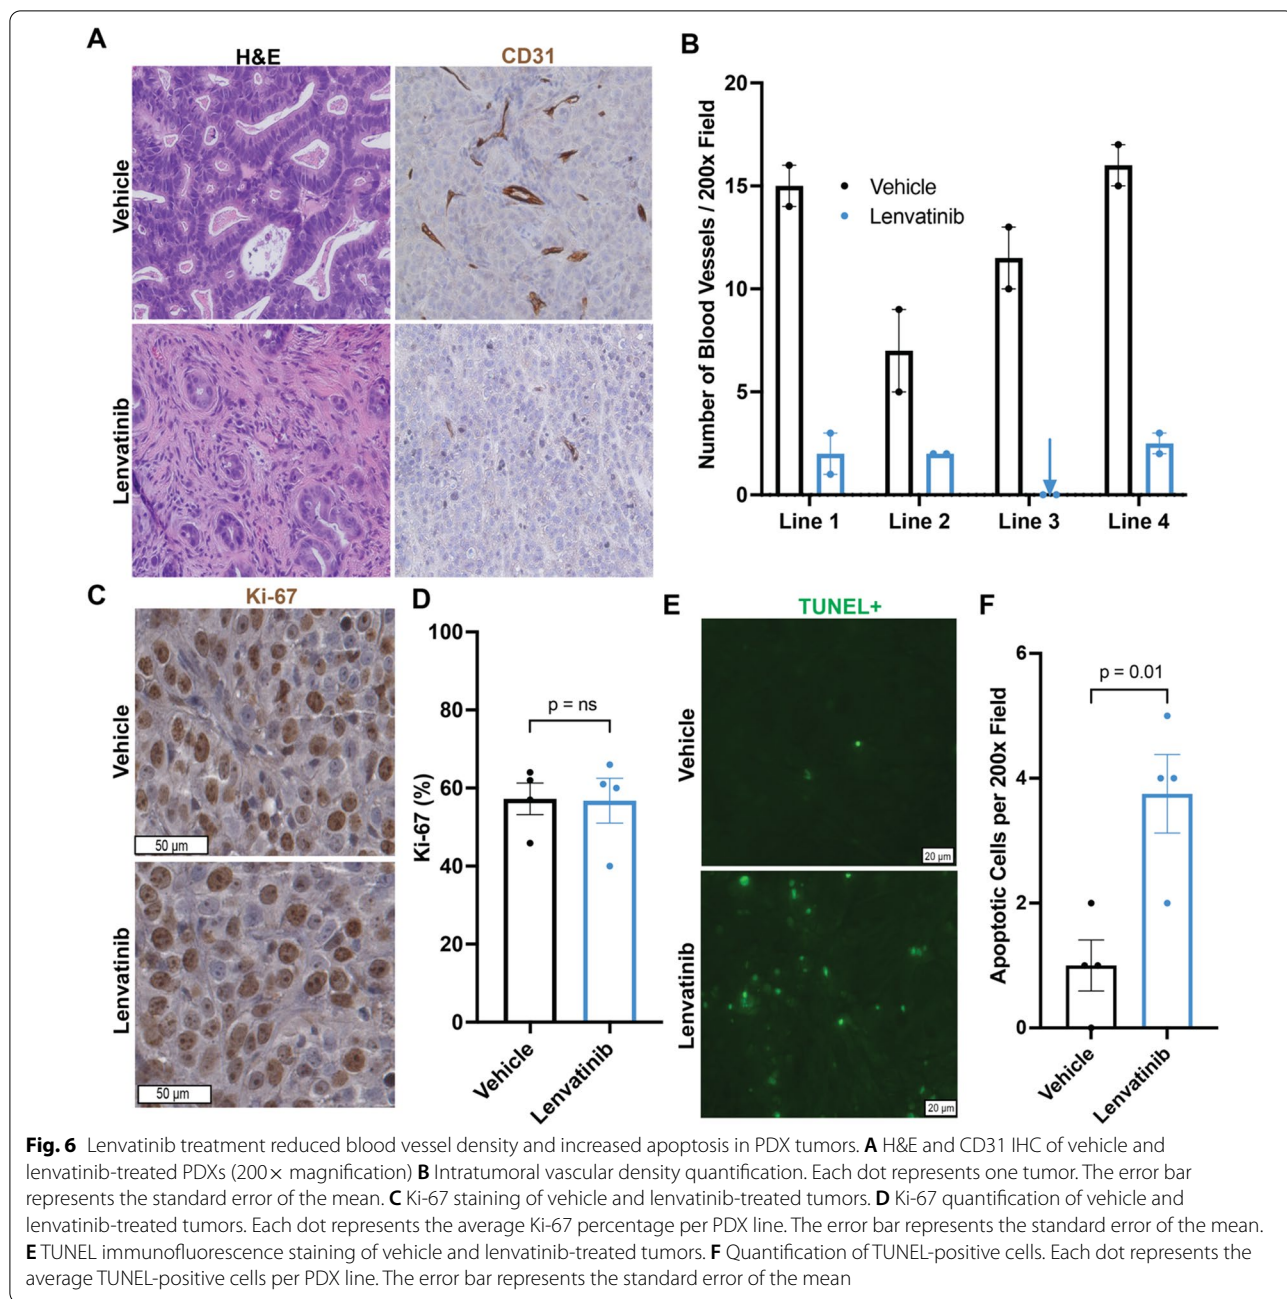 A
H&E
CD31
Vehicle
Lenvatinib
B
Number of Blood Vessels / 200x Field
20
15
10
5
0
Vehicle
Lenvatinib
Line 1
Line 2
Line 3
Line 4
C
Ki-67
Vehicle
50 µm
Lenvatinib
50 µm
D
Ki-67 (%)
100
80
60
40
20
0
p = ns
Vehicle
Lenvatinib
E
TUNEL+
Vehicle
20 µm
Lenvatinib
20 µm
F
Apoptotic Cells per 200x Field
6
4
2
0
p = 0.01
Vehicle
Lenvatinib
Fig. 6 Lenvatinib treatment reduced blood vessel density and increased apoptosis in PDX tumors. A H&E and CD31 IHC of vehicle and
lenvatinib-treated PDXs (200× magnification) B Intratumoral vascular density quantification. Each dot represents one tumor. The error bar
represents the standard error of the mean. C Ki-67 staining of vehicle and lenvatinib-treated tumors. D Ki-67 quantification of vehicle and
lenvatinib-treated tumors. Each dot represents the average Ki-67 percentage per PDX line. The error bar represents the standard error of the mean.
E TUNEL immunofluorescence staining of vehicle and lenvatinib-treated tumors. F Quantification of TUNEL-positive cells. Each dot represents the
average TUNEL-positive cells per PDX line. The error bar represents the standard error of the mean